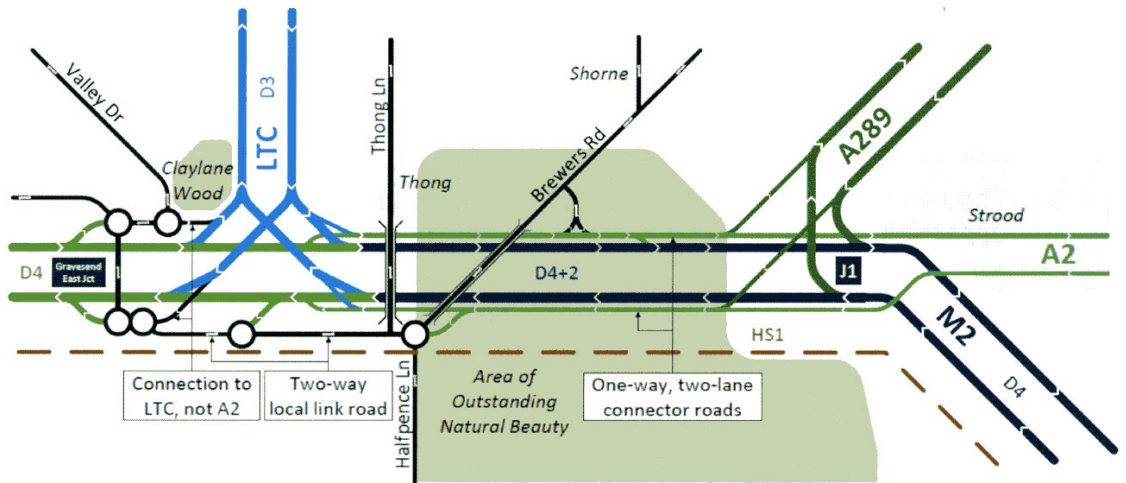 Valley Dr
D3
LTC
Claylane
Wood
Thong Ln
Thong
Shorne
Brewers Rd
A289
Strood
A2
D4
Gravesend
East Jct
D4+2
J1
M2
D4
HS1
Connection to
LTC, not A2
Two-way
local link road
Halfpence Ln
Area of
Outstanding
Natural Beauty
One-way, two-lane
connector roads